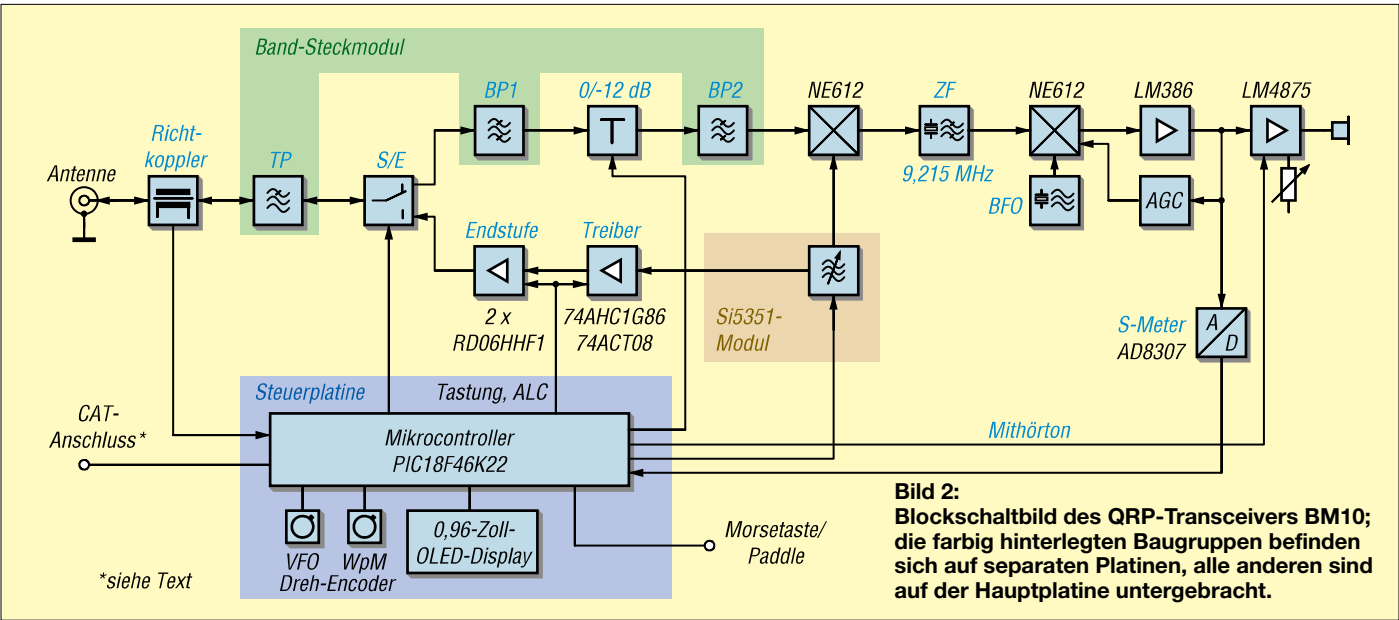 Band-Steckmodul
BP1
0/-12 dB
BP2
NE612
ZF
NE612
LM386
LM4875
Richt-
koppler
TP
S/E
Antenne
9,215 MHz
BFO
AGC
Endstufe
Treiber
2 x
RD06HHF1
74AHC1G86
74ACT08
Si5351-
Modul
S-Meter
AD8307
A
D
Steuerplatine
Tastung, ALC
CAT-
Anschluss*
Mikrocontroller
PIC18F46K22
Mithörton
0,96-Zoll-
OLED-Display
VFO
WpM
Dreh-Encoder
Morsetaste/
Paddle
*siehe Text
Bild 2:
Blockschaltbild des QRP-Transceivers BM10;
die farbig hinterlegten Baugruppen befinden
sich auf separaten Platinen, alle anderen sind
auf der Hauptplatine untergebracht.